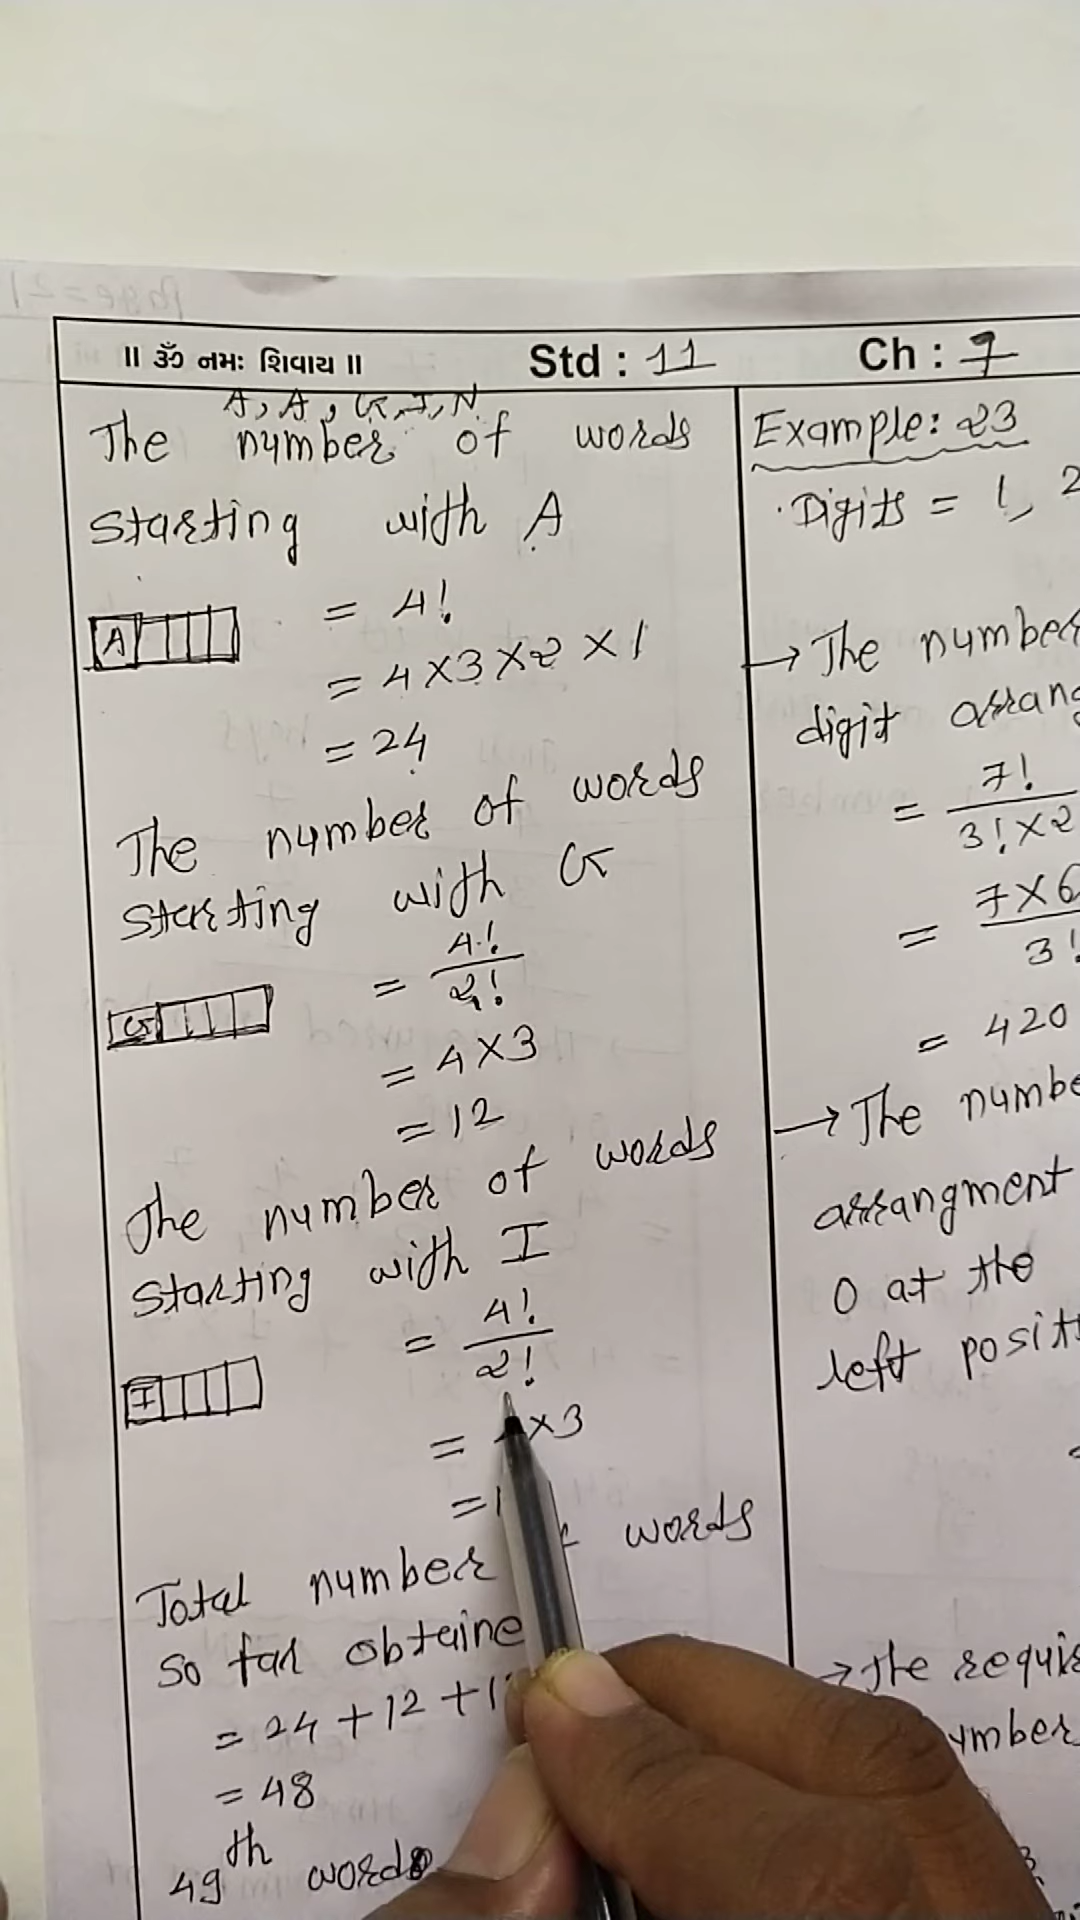 ॥ ૐ નમઃ શિવાય ॥ Std : 11 Ch : 7
A, A, G, I, N
The number of words
starting with A
= 4!
A
= 4 × 3 × 2 × 1
= 24
The number of words
starting with G
= 4!/2!
G
= 4 × 3
= 12
The number of words
starting with I
= 4!/2!
I
= × 3
= 1
Total number words
so far obtaine
= 24 + 12 + 1
= 48
49th word
Example: 23
Digits = 1, 2
→ The number
digit arrang
= 7!/3! × 2
= 7 × 6/3!
= 420
→ The numbe
arrangment
0 at the
left posit
→ The requi
umber